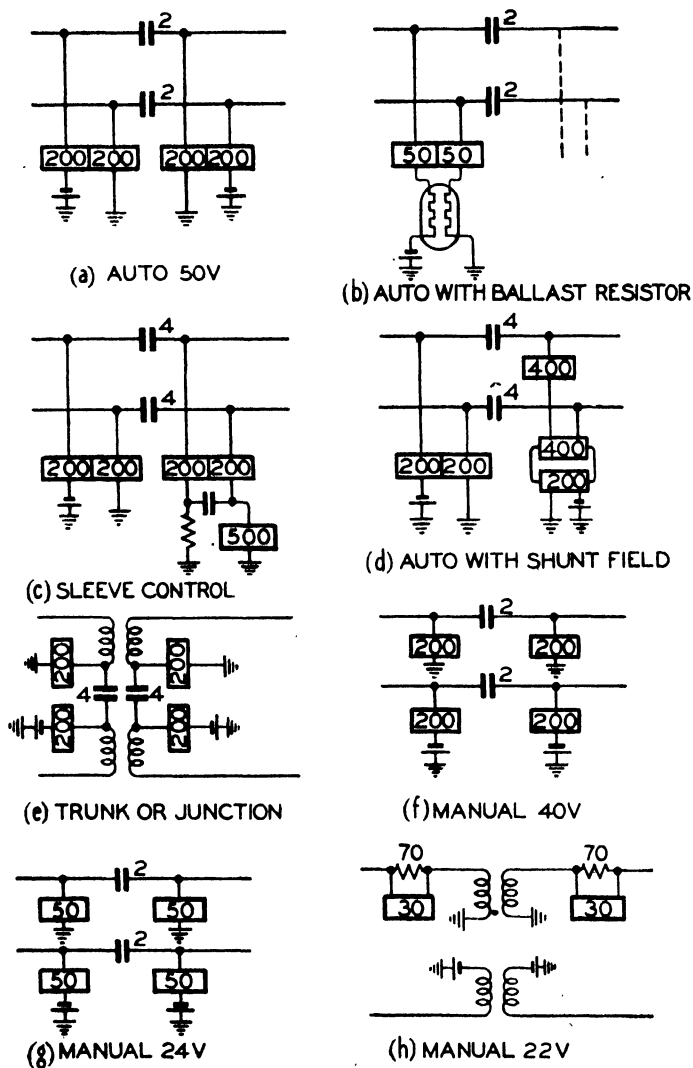 2 2
2 2
200 200 200 200 50 50
(a) AUTO 50V
(b) AUTO WITH BALLAST RESISTOR
4 4
400
4 4
200 200 200 200 200 200 400
200
500
(c) SLEEVE CONTROL
(d) AUTO WITH SHUNT FIELD
2
200 200 200 200
4 4 2
200 200 200 200
(e) TRUNK OR JUNCTION
(f) MANUAL 40V
70 70
2
50 50 30 30
2
50 50
(g) MANUAL 24V
(h) MANUAL 22V